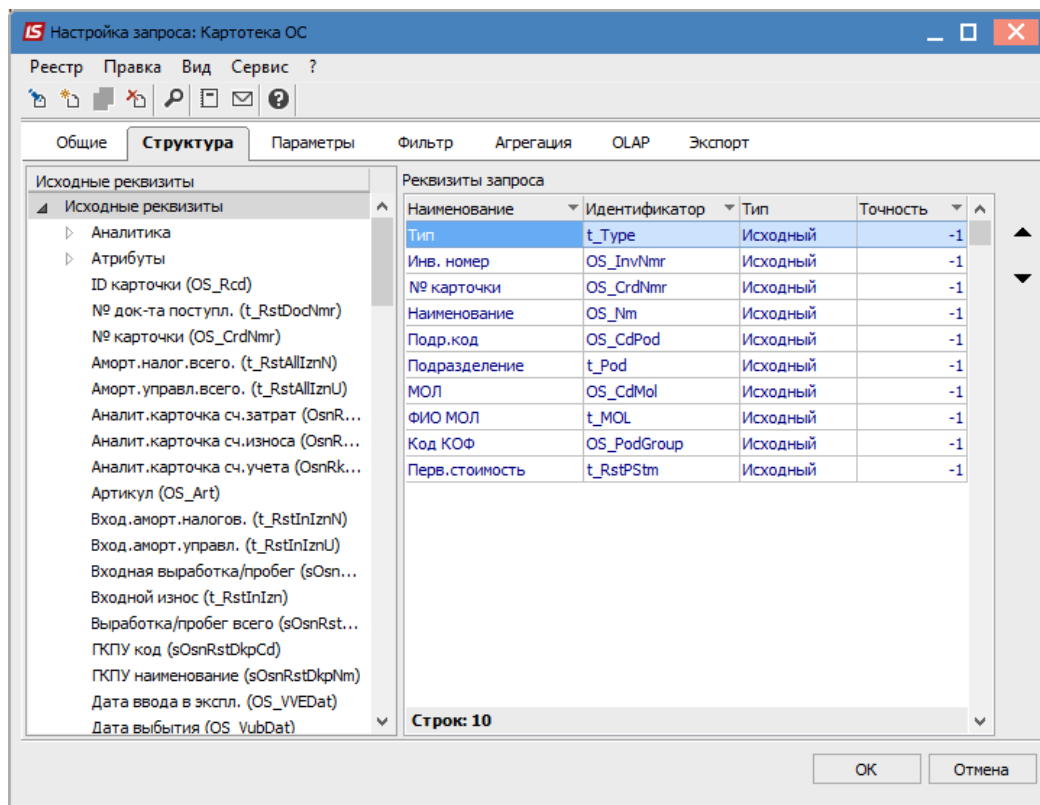 IS Настройка запроса: Картотека ОС
Реестр Правка Вид Сервис ?
Общие Структура Параметры Фильтр Агрегация OLAP Экспорт
Исходные реквизиты
Исходные реквизиты
Аналитика
Атрибуты
ID карточки (OS_Rcd)
№ док-та поступл. (t_RstDocNmr)
№ карточки (OS_CrdNmr)
Аморт.налог.всего. (t_RstAllIznN)
Аморт.управл.всего. (t_RstAllIznU)
Аналит.карточка сч.затрат (OsnR...
Аналит.карточка сч.износа (OsnR...
Аналит.карточка сч.учета (OsnRk...
Артикул (OS_Art)
Вход.аморт.налогов. (t_RstInIznN)
Вход.аморт.управл. (t_RstInIznU)
Входная выработка/пробег (sOsn...
Входной износ (t_RstInIzn)
Выработка/пробег всего (sOsnRst...
ГКПУ код (sOsnRstDkpCd)
ГКПУ наименование (sOsnRstDkpNm)
Дата ввода в экспл. (OS_VVEDat)
Дата выбытия (OS_VubDat)
Реквизиты запроса
Наименование Идентификатор Тип Точность
Тип t_Type Исходный -1
Инв. номер OS_InvNmr Исходный -1
№ карточки OS_CrdNmr Исходный -1
Наименование OS_Nm Исходный -1
Подр.код OS_CdPod Исходный -1
Подразделение t_Pod Исходный -1
МОЛ OS_CdMol Исходный -1
ФИО МОЛ t_MOL Исходный -1
Код КОФ OS_PodGroup Исходный -1
Перв.стоимость t_RstPStm Исходный -1
Строк: 10
ОК Отмена